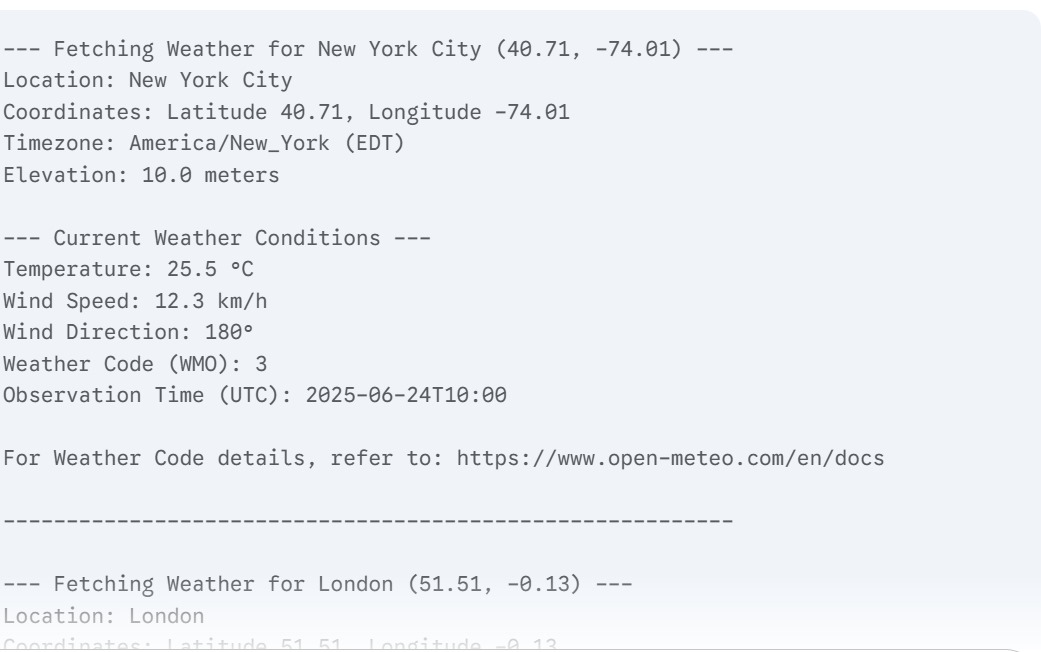 --- Fetching Weather for New York City (40.71, -74.01) ---
Location: New York City
Coordinates: Latitude 40.71, Longitude -74.01
Timezone: America/New_York (EDT)
Elevation: 10.0 meters
--- Current Weather Conditions ---
Temperature: 25.5 °C
Wind Speed: 12.3 km/h
Wind Direction: 180°
Weather Code (WMO): 3
Observation Time (UTC): 2025-06-24T10:00
For Weather Code details, refer to: https://www.open-meteo.com/en/docs
----------------------------------------------------------
--- Fetching Weather for London (51.51, -0.13) ---
Location: London
Coordinates: Latitude 51.51, Longitude -0.13